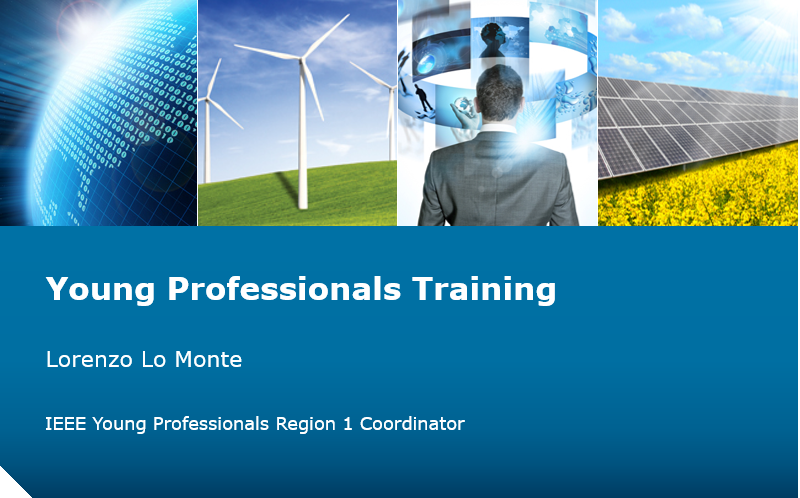 Young Professionals Training
Lorenzo Lo Monte
IEEE Young Professionals Region 1 Coordinator